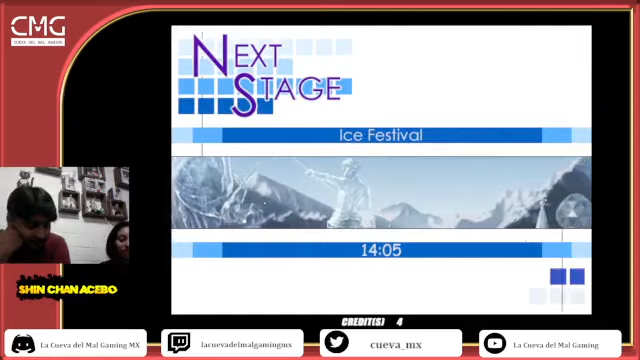 CMG
CUEVA DEL MAL GAMING
NEXT
STAGE
Ice Festival
14:05
SHIN CHAN ACEBO
CREDIT(S) 4
La Cueva del Mal Gaming MX
lacuevadelmalgamingmx
cueva_mx
La Cueva del Mal Gaming